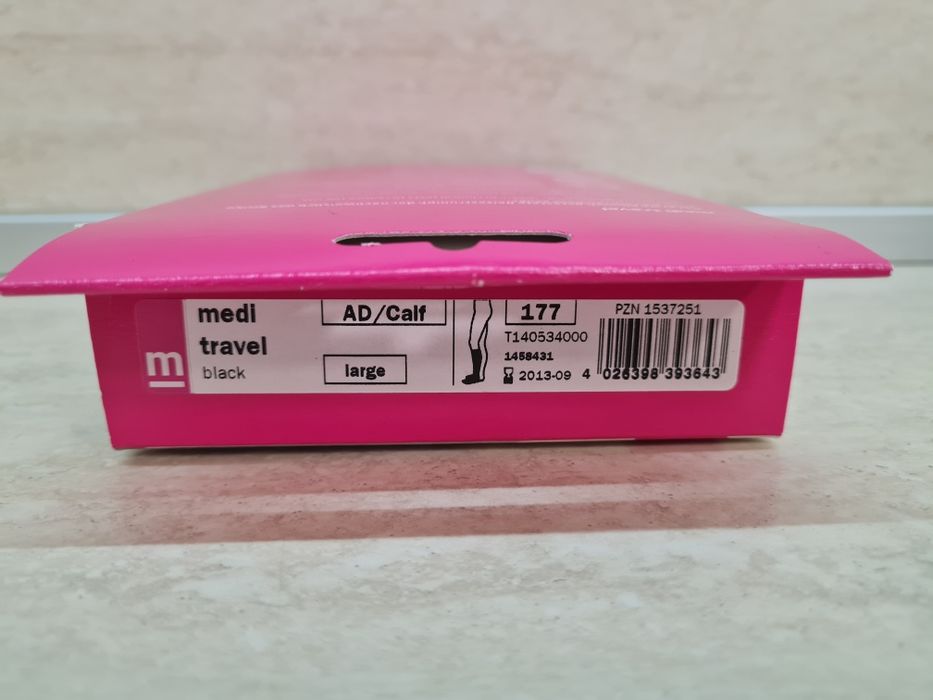 medi
travel
black
AD/Calf
large
177
T140534000
1458431
2013-09
PZN 1537251
4 026398 393643
m